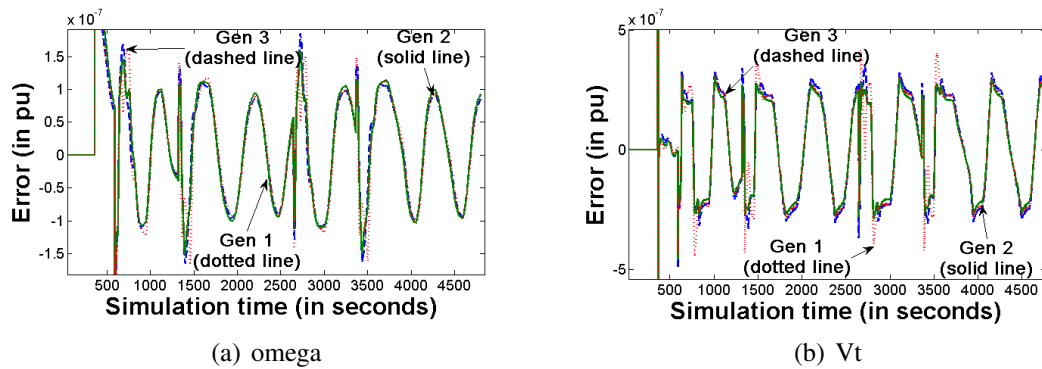 x 10^-7
1.5
1
0.5
0
-0.5
-1
-1.5
Error (in pu)
Gen 3
(dashed line)
Gen 2
(solid line)
Gen 1
(dotted line)
500 1000 1500 2000 2500 3000 3500 4000 4500
Simulation time (in seconds)
(a) omega
x 10^-7
5
0
-5
Error (in pu)
Gen 3
(dashed line)
Gen 1
(dotted line)
Gen 2
(solid line)
500 1000 1500 2000 2500 3000 3500 4000 4500
Simulation time (in seconds)
(b) Vt